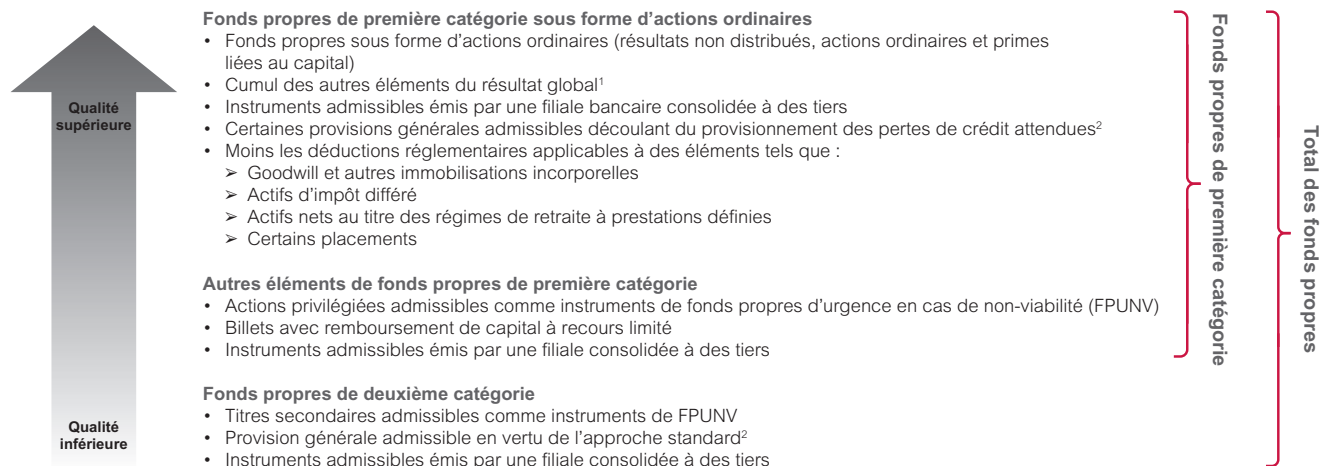 Fonds propres de première catégorie sous forme d'actions ordinaires
• Fonds propres sous forme d'actions ordinaires (résultats non distribués, actions ordinaires et primes
liées au capital)
• Cumul des autres éléments du résultat global¹
• Instruments admissibles émis par une filiale bancaire consolidée à des tiers
• Certaines provisions générales admissibles découlant du provisionnement des pertes de crédit attendues²
• Moins les déductions réglementaires applicables à des éléments tels que :
➢ Goodwill et autres immobilisations incorporelles
➢ Actifs d'impôt différé
➢ Actifs nets au titre des régimes de retraite à prestations définies
➢ Certains placements
Autres éléments de fonds propres de première catégorie
• Actions privilégiées admissibles comme instruments de fonds propres d'urgence en cas de non-viabilité (FPUNV)
• Billets avec remboursement de capital à recours limité
• Instruments admissibles émis par une filiale consolidée à des tiers
Fonds propres de deuxième catégorie
• Titres secondaires admissibles comme instruments de FPUNV
• Provision générale admissible en vertu de l'approche standard²
• Instruments admissibles émis par une filiale consolidée à des tiers
Qualité
supérieure
Qualité
inférieure
Fonds propres de première catégorie
Total des fonds propres